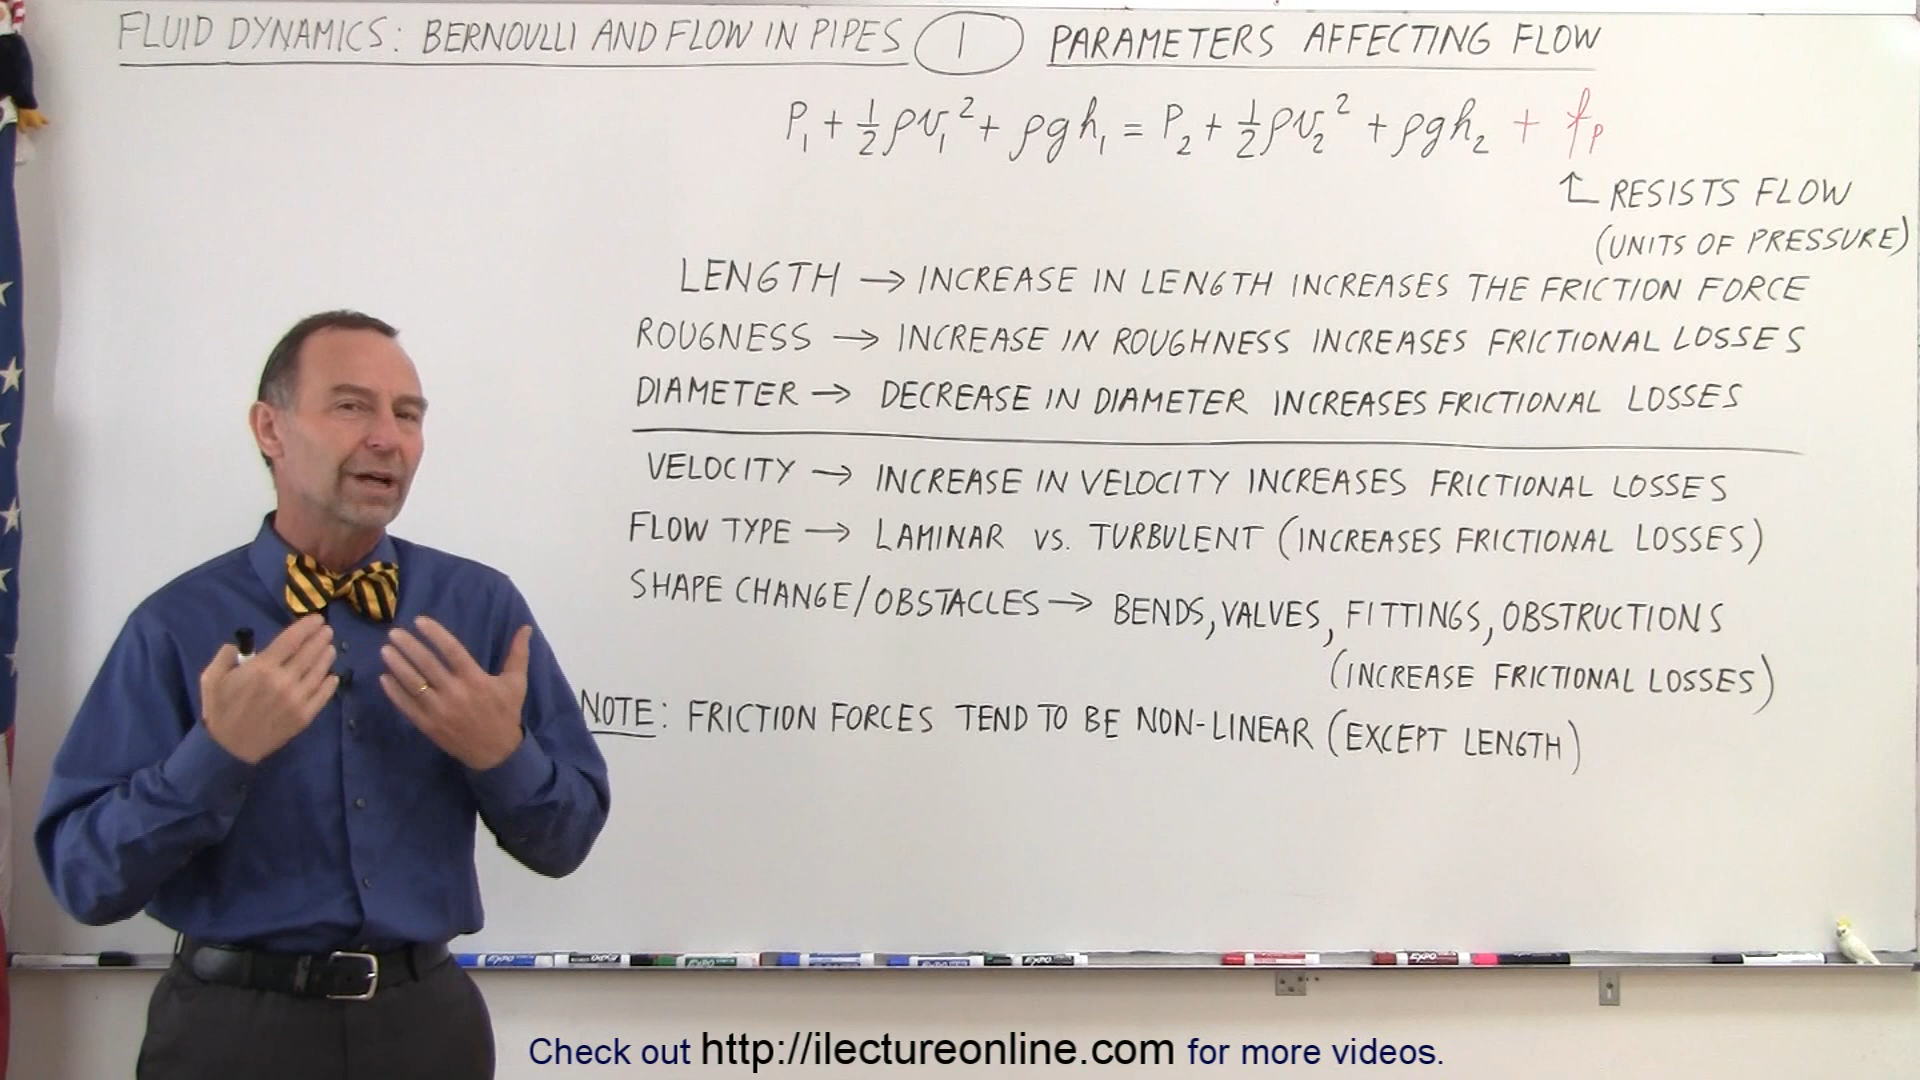 FLUID DYNAMICS: BERNOULLI AND FLOW IN PIPES 1 PARAMETERS AFFECTING FLOW
P₁ + ½ρv₁² + ρgh₁ = P₂ + ½ρv₂² + ρgh₂ + fₚ
RESISTS FLOW
(UNITS OF PRESSURE)
LENGTH → INCREASE IN LENGTH INCREASES THE FRICTION FORCE
ROUGNESS → INCREASE IN ROUGHNESS INCREASES FRICTIONAL LOSSES
DIAMETER → DECREASE IN DIAMETER INCREASES FRICTIONAL LOSSES
VELOCITY → INCREASE IN VELOCITY INCREASES FRICTIONAL LOSSES
FLOW TYPE → LAMINAR VS. TURBULENT (INCREASES FRICTIONAL LOSSES)
SHAPE CHANGE/OBSTACLES → BENDS, VALVES, FITTINGS, OBSTRUCTIONS
(INCREASE FRICTIONAL LOSSES)
NOTE: FRICTION FORCES TEND TO BE NON-LINEAR (EXCEPT LENGTH)
Check out http://ilectureonline.com for more videos.